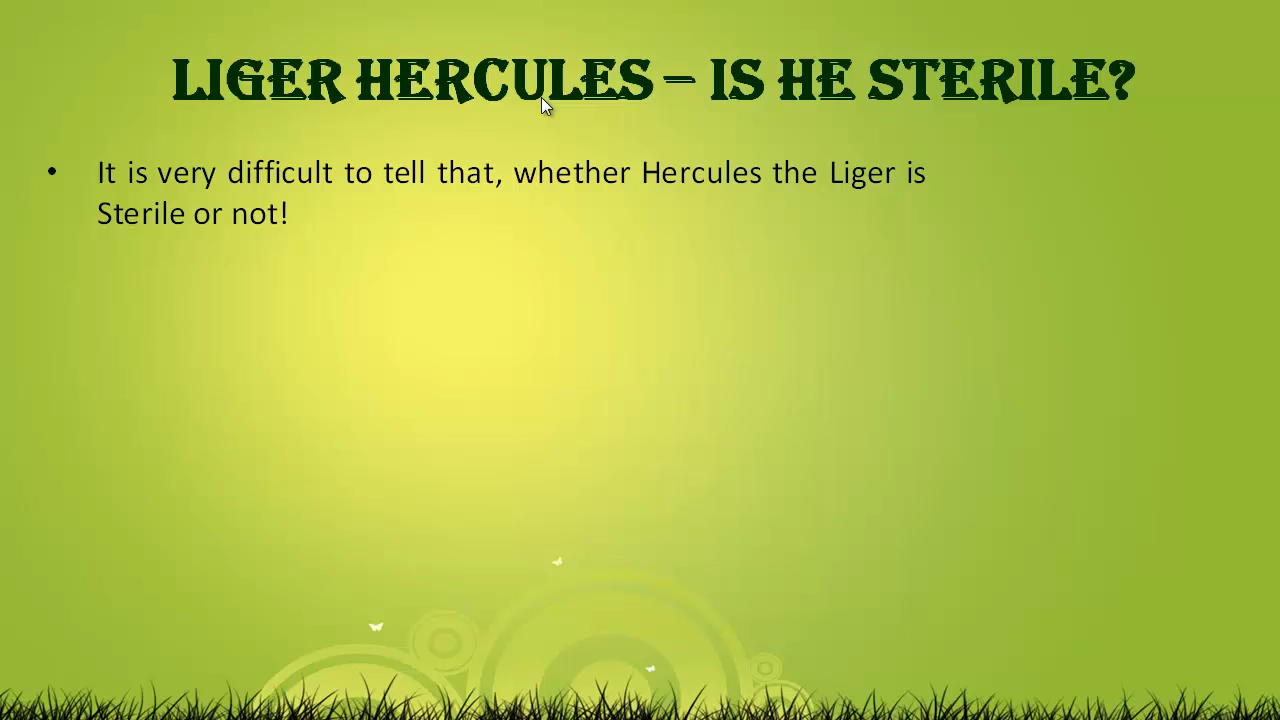 LIGER HERCULES – IS HE STERILE?
• It is very difficult to tell that, whether Hercules the Liger is
Sterile or not!